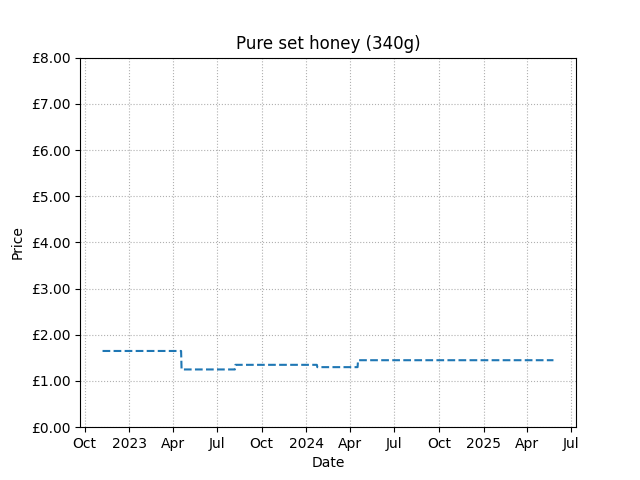 Pure set honey (340g)
£8.00
£7.00
£6.00
£5.00
£4.00
£3.00
£2.00
£1.00
£0.00
Price
Oct 2023 Apr Jul Oct 2024 Apr Jul Oct 2025 Apr Jul
Date